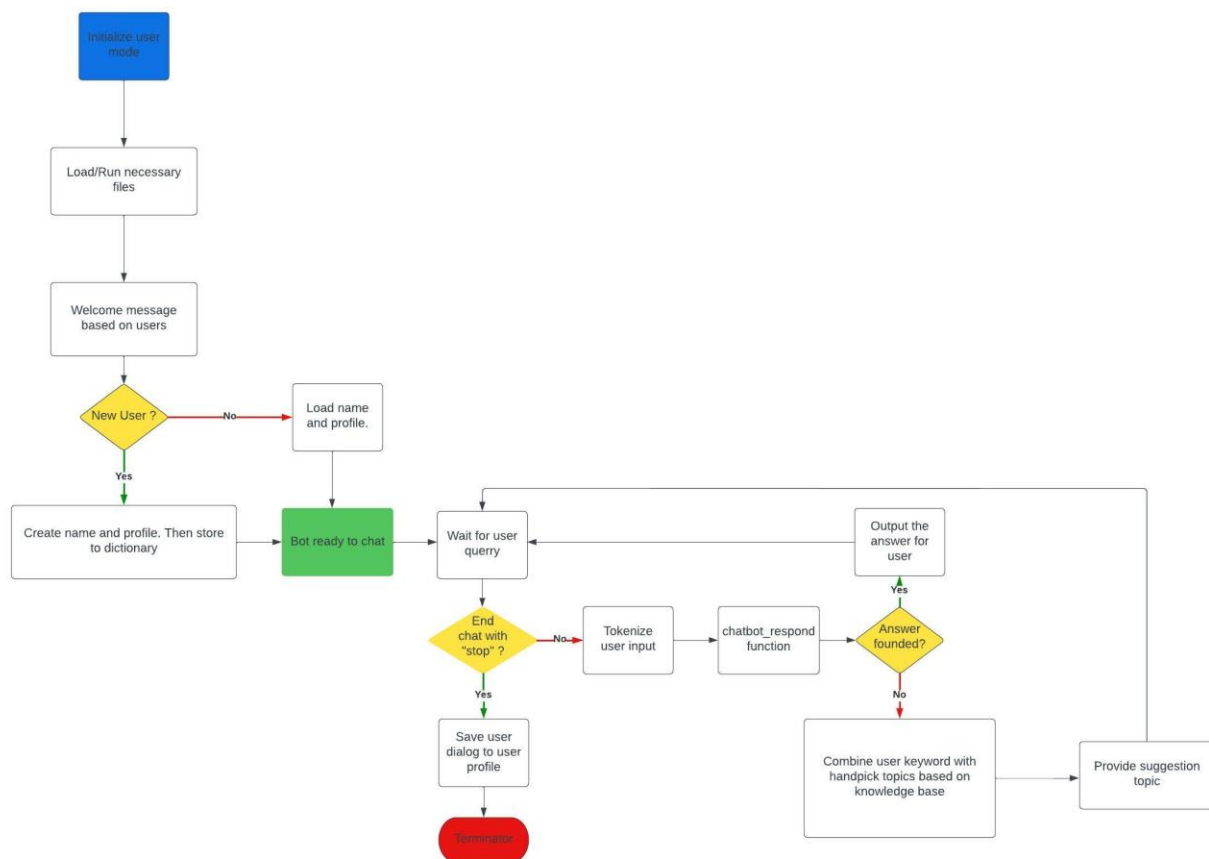 Initialize user
mode
Load/Run necessary
files
Welcome message
based on users
New User ?
No
Load name
and profile.
Yes
Create name and profile. Then store
to dictionary
Bot ready to chat
Wait for user
querry
Output the
answer for
user
Yes
End
chat with
"stop" ?
No
Tokenize
user input
chatbot_respond
function
Answer
founded?
Yes
No
Save user
dialog to user
profile
Combine user keyword with
handpick topics based on
knowledge base
Provide suggestion
topic
Terminator